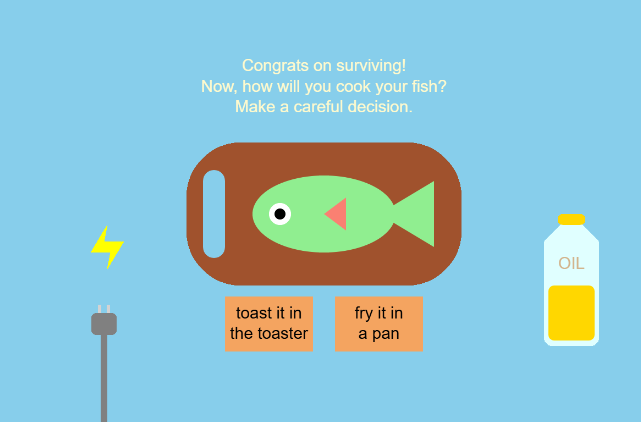 Congrats on surviving!
Now, how will you cook your fish?
Make a careful decision.
OIL
toast it in
the toaster
fry it in
a pan